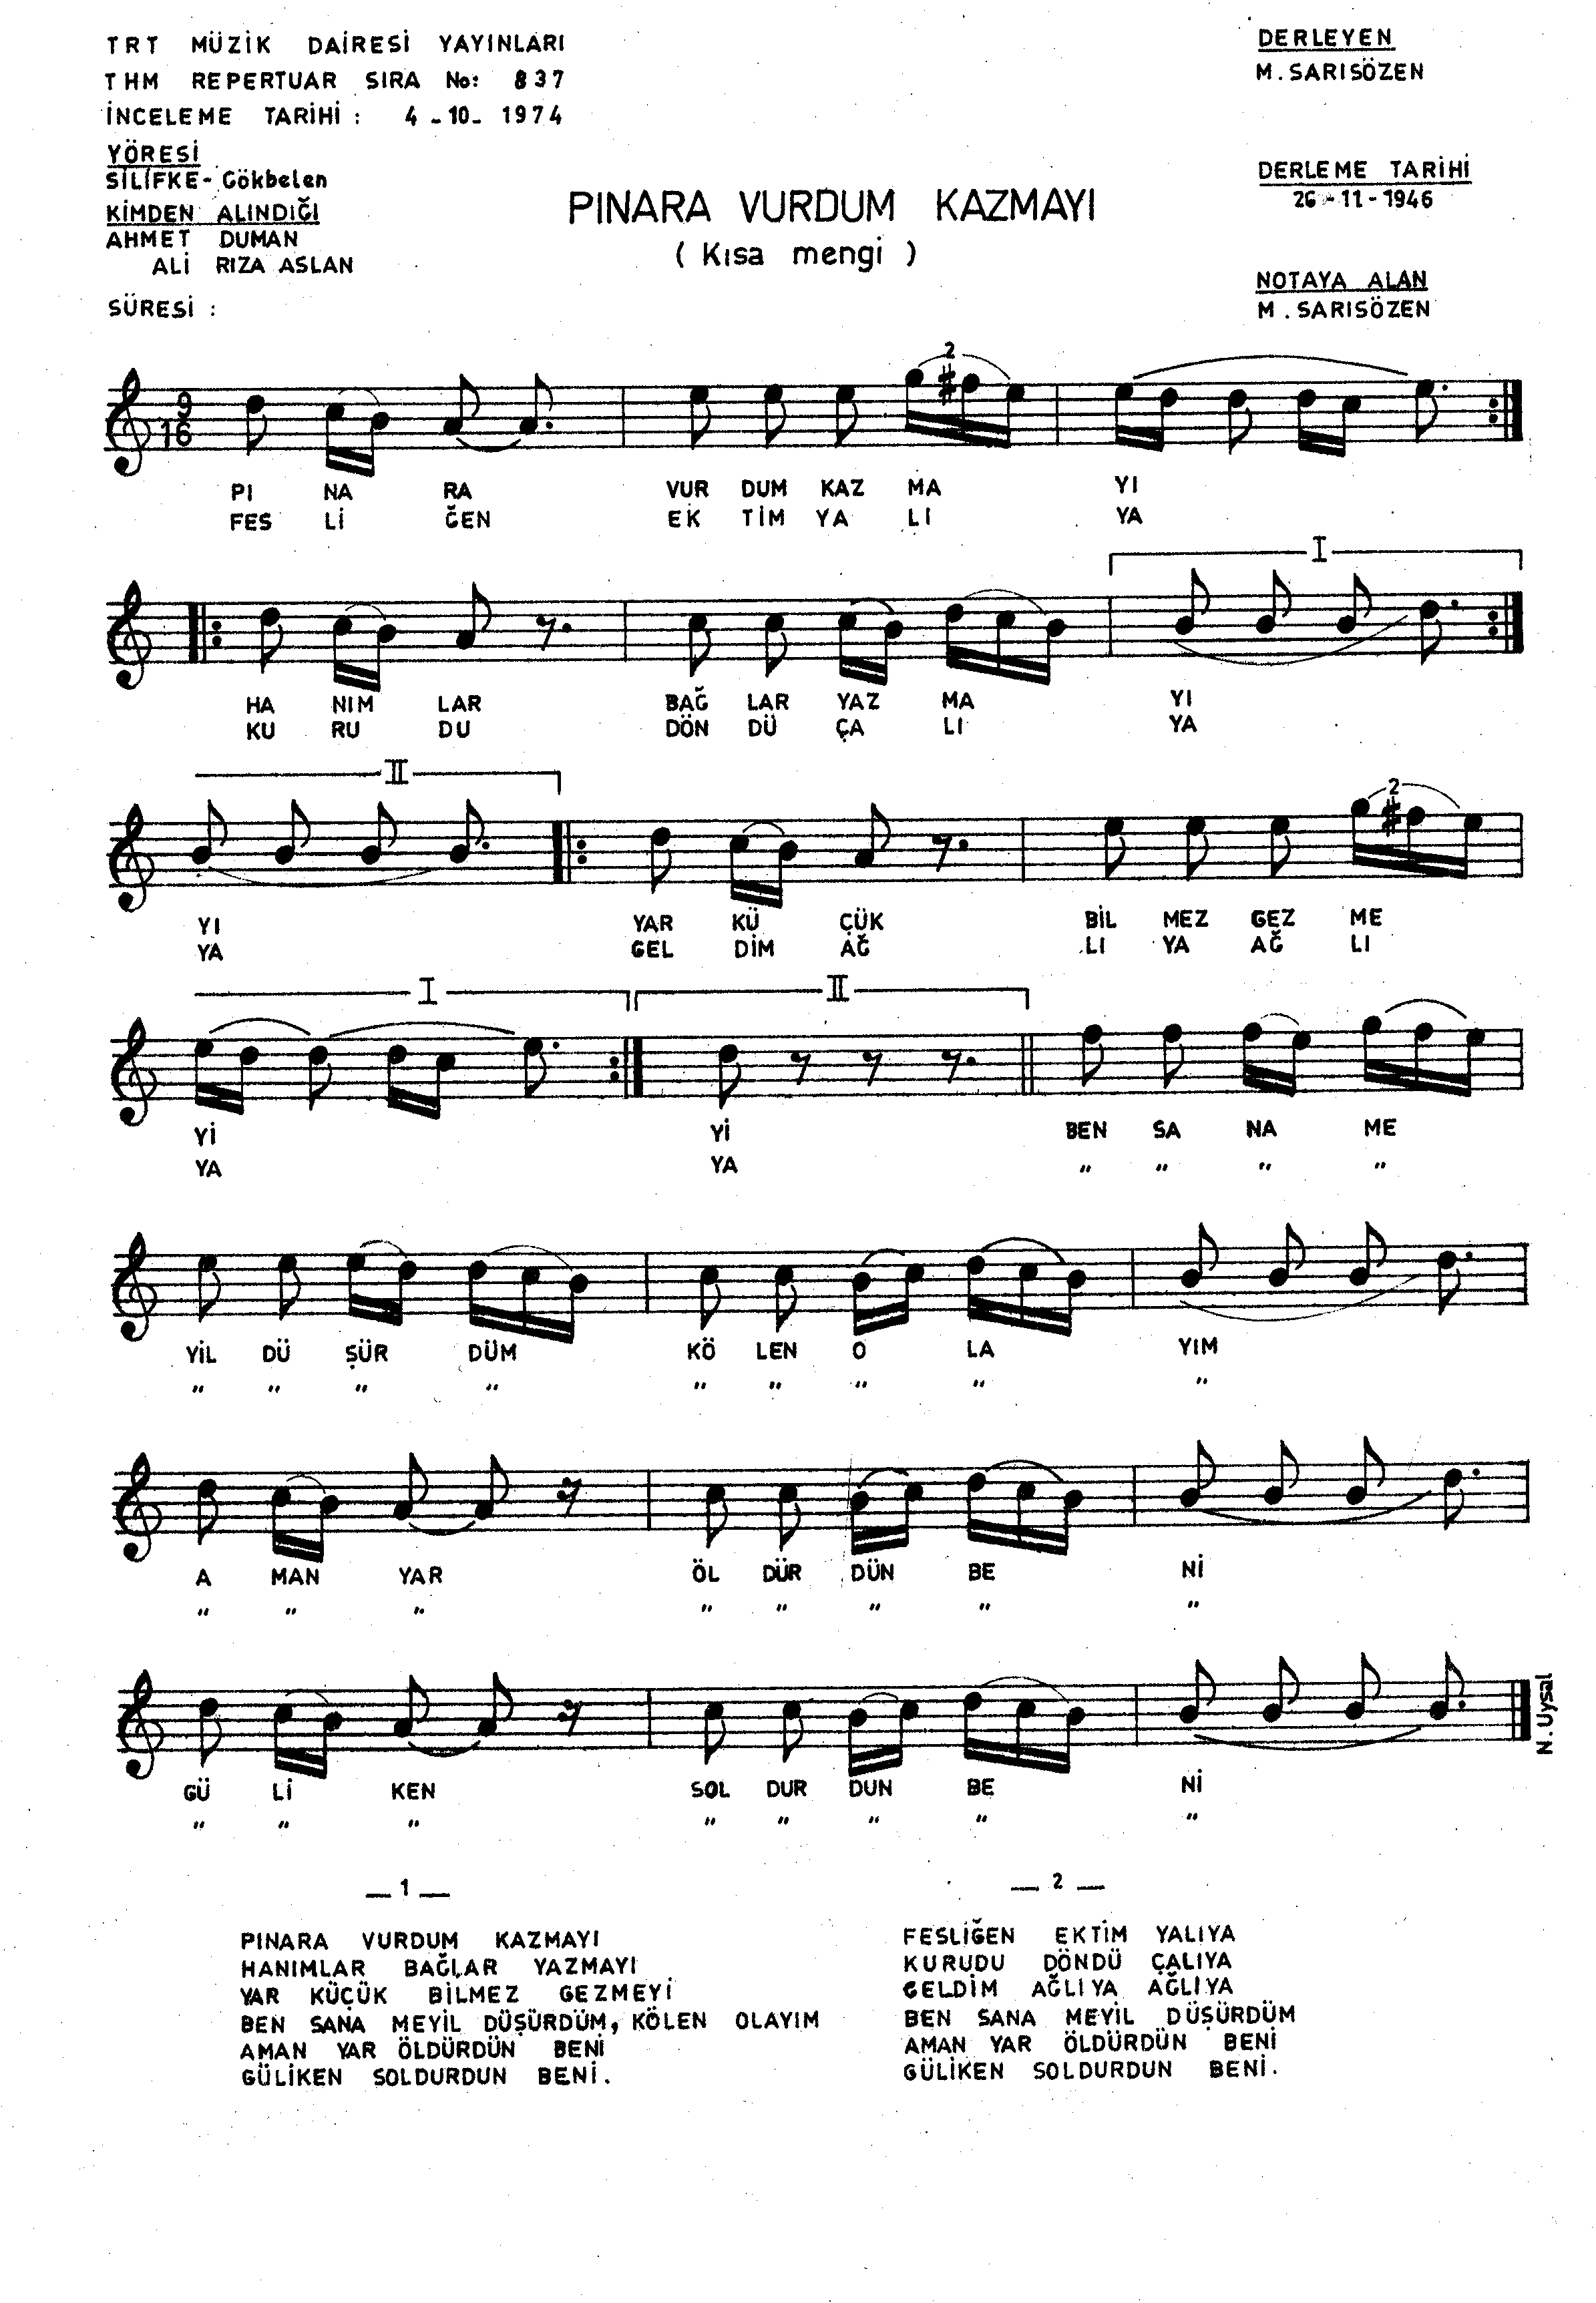 TRT MÜZİK DAİRESİ YAYINLARI
THM REPERTUAR SIRA No: 837
İNCELEME TARİHİ : 4 - 10 - 1974
YÖRESİ
SİLİFKE - Gökbelen
KİMDEN ALINDIĞI
AHMET DUMAN
ALİ RIZA ASLAN
SÜRESİ :
DERLEYEN
M. SARISÖZEN
DERLEME TARİHİ
26 - 11 - 1946
NOTAYA ALAN
M. SARISÖZEN
PINARA VURDUM KAZMAYI
( Kısa mengi )
2
9
16
PI NA RA VUR DUM KAZ MA YI
FES Lİ ĞEN EK TİM YA LI YA
I
HA NIM LAR BAĞ LAR YAZ MA YI
KU RU DU DÖN DÜ ÇA LI YA
II
2
YI YAR KÜ ÇÜK BİL MEZ GEZ ME
YA GEL DİM AĞ LI YA AĞ LI
I II
Yİ Yİ BEN SA NA ME
YA YA " " " "
YİL DÜ ŞÜR DÜM KÖ LEN O LA YIM
" " " " " " " " "
A MAN YAR ÖL DÜR DÜN BE Nİ
" " " " " " " "
GÜ Lİ KEN SOL DUR DUN BE Nİ
" " " " " " " "
N. Uysal
— 1 —
PINARA VURDUM KAZMAYI
HANIMLAR BAĞLAR YAZMAYI
YAR KÜÇÜK BİLMEZ GEZMEYİ
BEN SANA MEYİL DÜŞÜRDÜM, KÖLEN OLAYIM
AMAN YAR ÖLDÜRDÜN BENİ
GÜLİKEN SOLDURDUN BENİ.
— 2 —
FESLİĞEN EKTİM YALIYA
KURUDU DÖNDÜ ÇALIYA
GELDİM AĞLIYA AĞLIYA
BEN SANA MEYİL DÜŞÜRDÜM
AMAN YAR ÖLDÜRDÜN BENİ
GÜLİKEN SOLDURDUN BENİ.